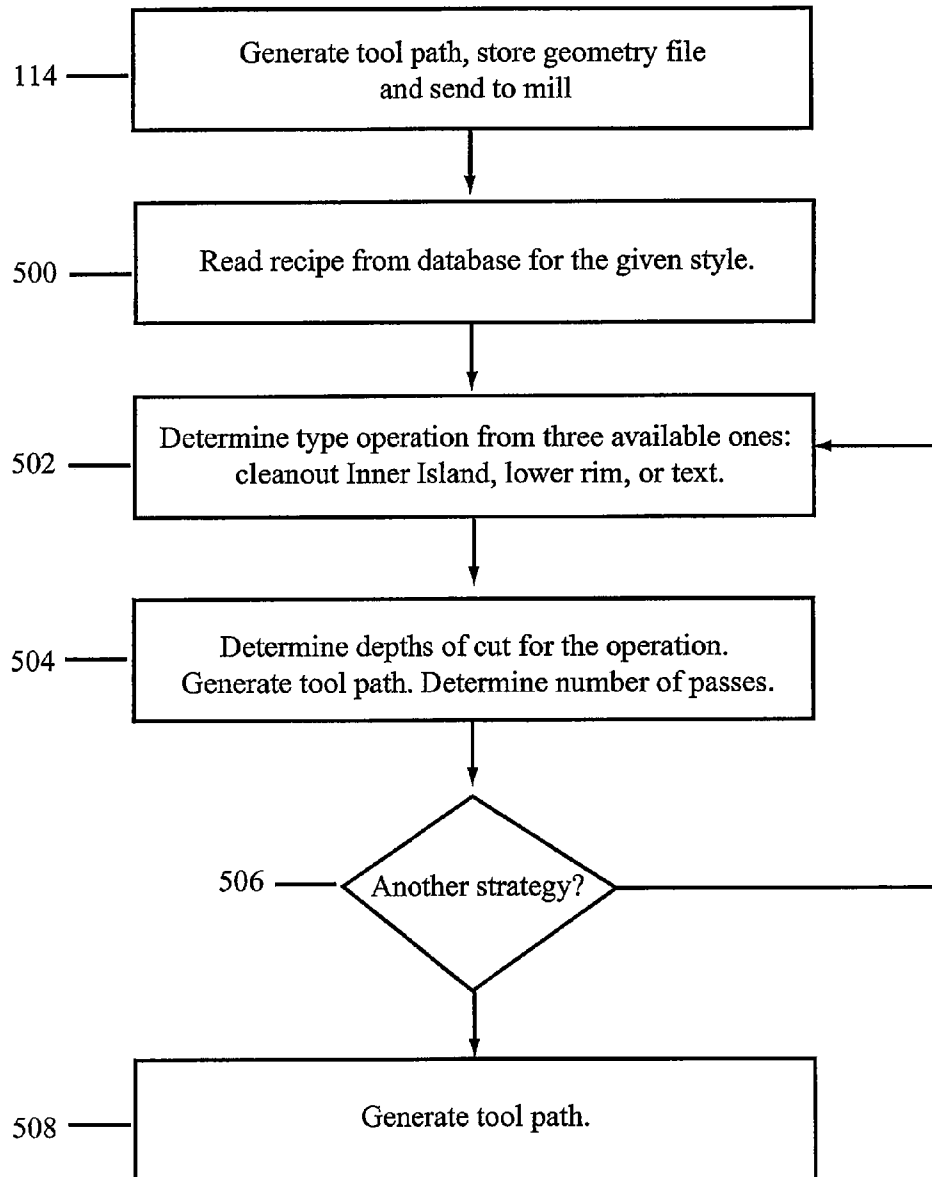 Generate tool path, store geometry file
and send to mill
114
Read recipe from database for the given style.
500
Determine type operation from three available ones:
cleanout Inner Island, lower rim, or text.
502
Determine depths of cut for the operation.
Generate tool path. Determine number of passes.
504
Another strategy?
506
Generate tool path.
508